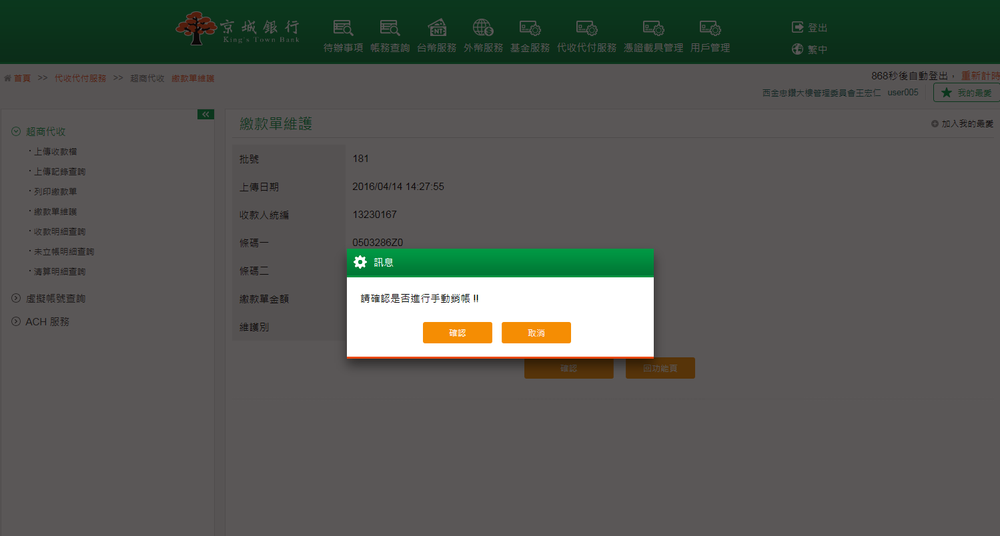 京城銀行
King's Town Bank
待辦事項 帳務查詢 台幣服務 外幣服務 基金服務 代收代付服務 憑證載具管理 用戶管理
NT
登出
繁中
首頁 >> 代收代付服務 >> 超商代收 繳款單維護
868秒後自動登出, 重新計時
西金忠鑽大樓管理委員會王宏仁 user005
我的最愛
超商代收
上傳收款檔
上傳記錄查詢
列印繳款單
繳款單維護
收款明細查詢
未立帳明細查詢
清算明細查詢
虛擬帳號查詢
ACH 服務
繳款單維護
加入我的最愛
批號 181
上傳日期 2016/04/14 14:27:55
收款人統編 13230167
條碼一 0503286Z0
條碼二
繳款單金額
維護別
訊息
請確認是否進行手動銷帳 !!
確認 取消
確認 回功能頁